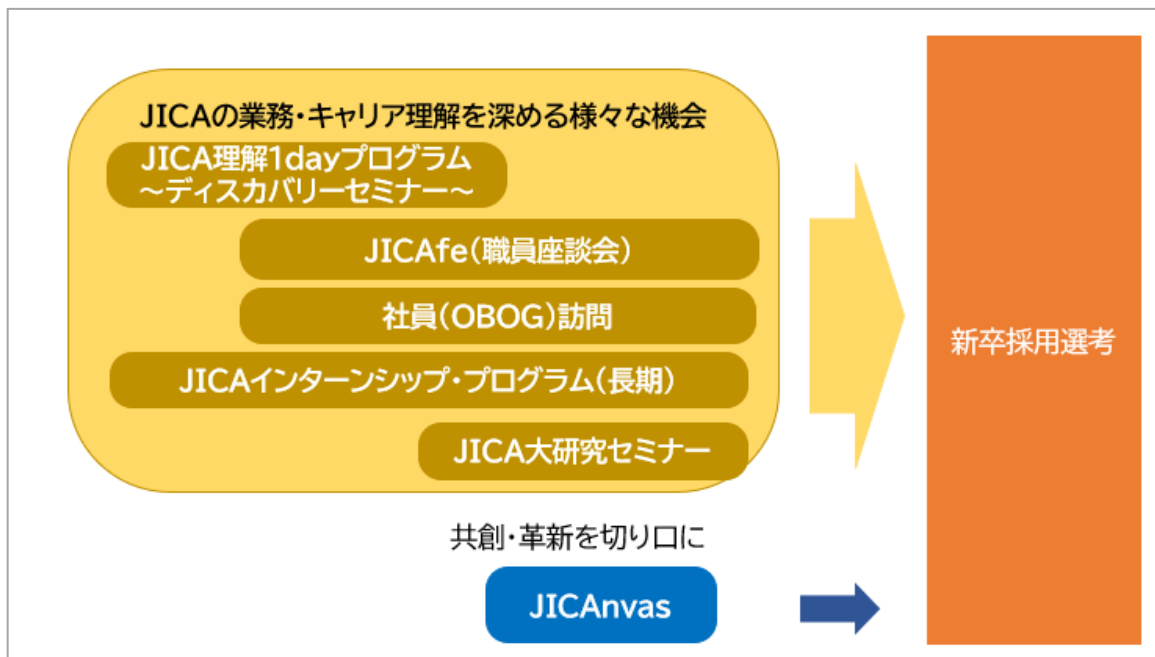 JICAの業務・キャリア理解を深める様々な機会
JICA理解1dayプログラム
～ディスカバリーセミナー～
JICAfe(職員座談会)
社員(OBOG)訪問
JICAインターンシップ・プログラム(長期)
JICA大研究セミナー
共創・革新を切り口に
JICAnvas
新卒採用選考